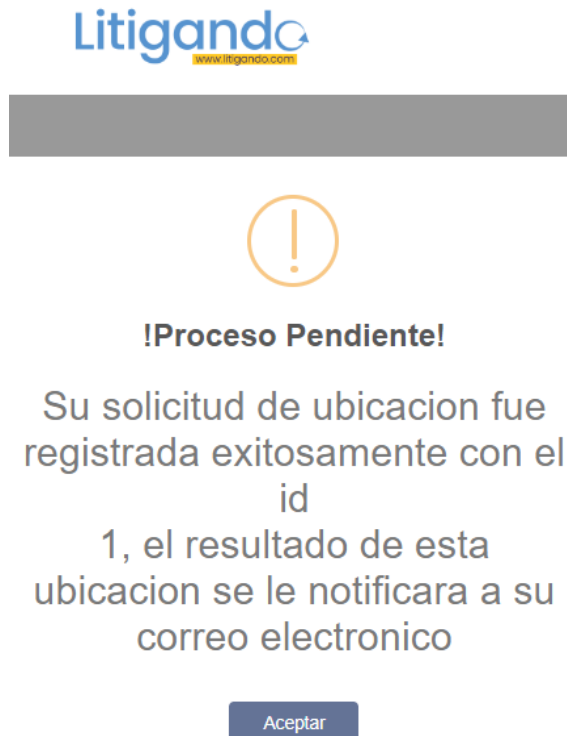 Litigando
www.litigando.com
!Proceso Pendiente!
Su solicitud de ubicacion fue
registrada exitosamente con el
id
1, el resultado de esta
ubicacion se le notificara a su
correo electronico
Aceptar